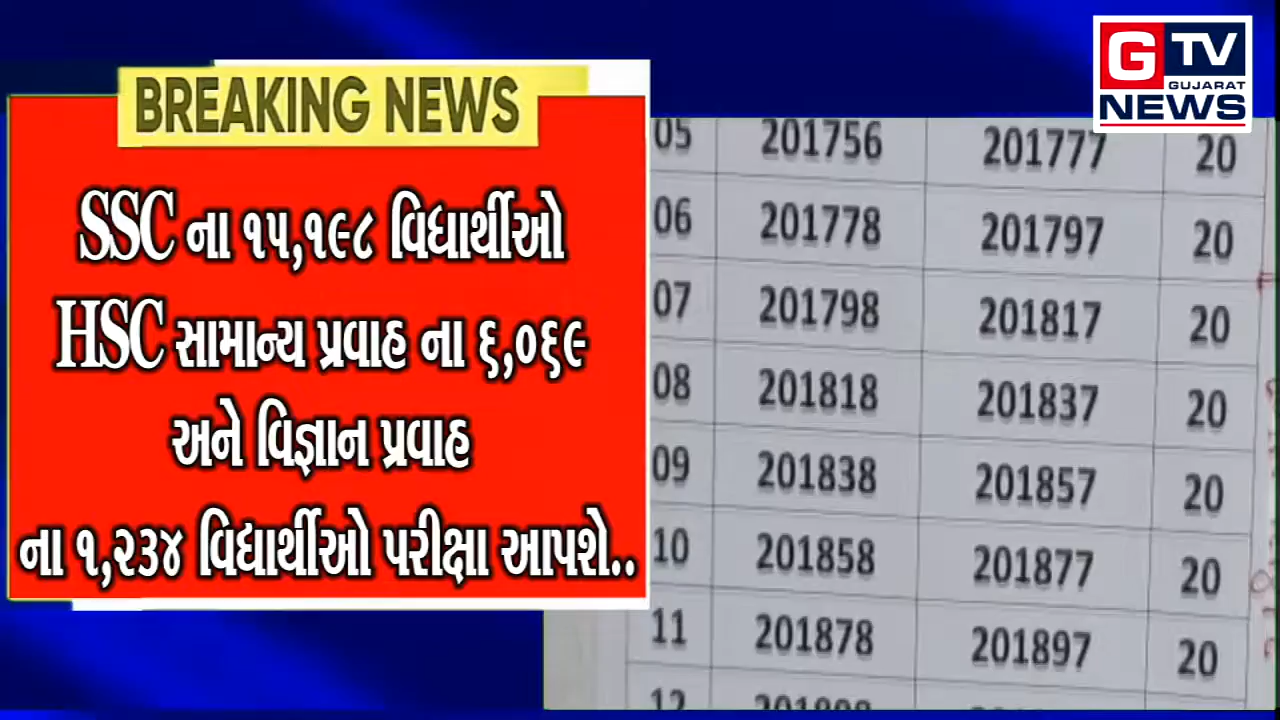 G TV
GUJARAT
NEWS
BREAKING NEWS
SSC ના ૧૫,૧૯૮ વિદ્યાર્થીઓ
HSC સામાન્ય પ્રવાહ ના ૬,૦૬૯
અને વિજ્ઞાન પ્રવાહ
ના ૧,૨૩૪ વિદ્યાર્થીઓ પરીક્ષા આપશે..
05 201756 201777 20
06 201778 201797 20
07 201798 201817 20
08 201818 201837 20
09 201838 201857 20
10 201858 201877 20
11 201878 201897 20
12